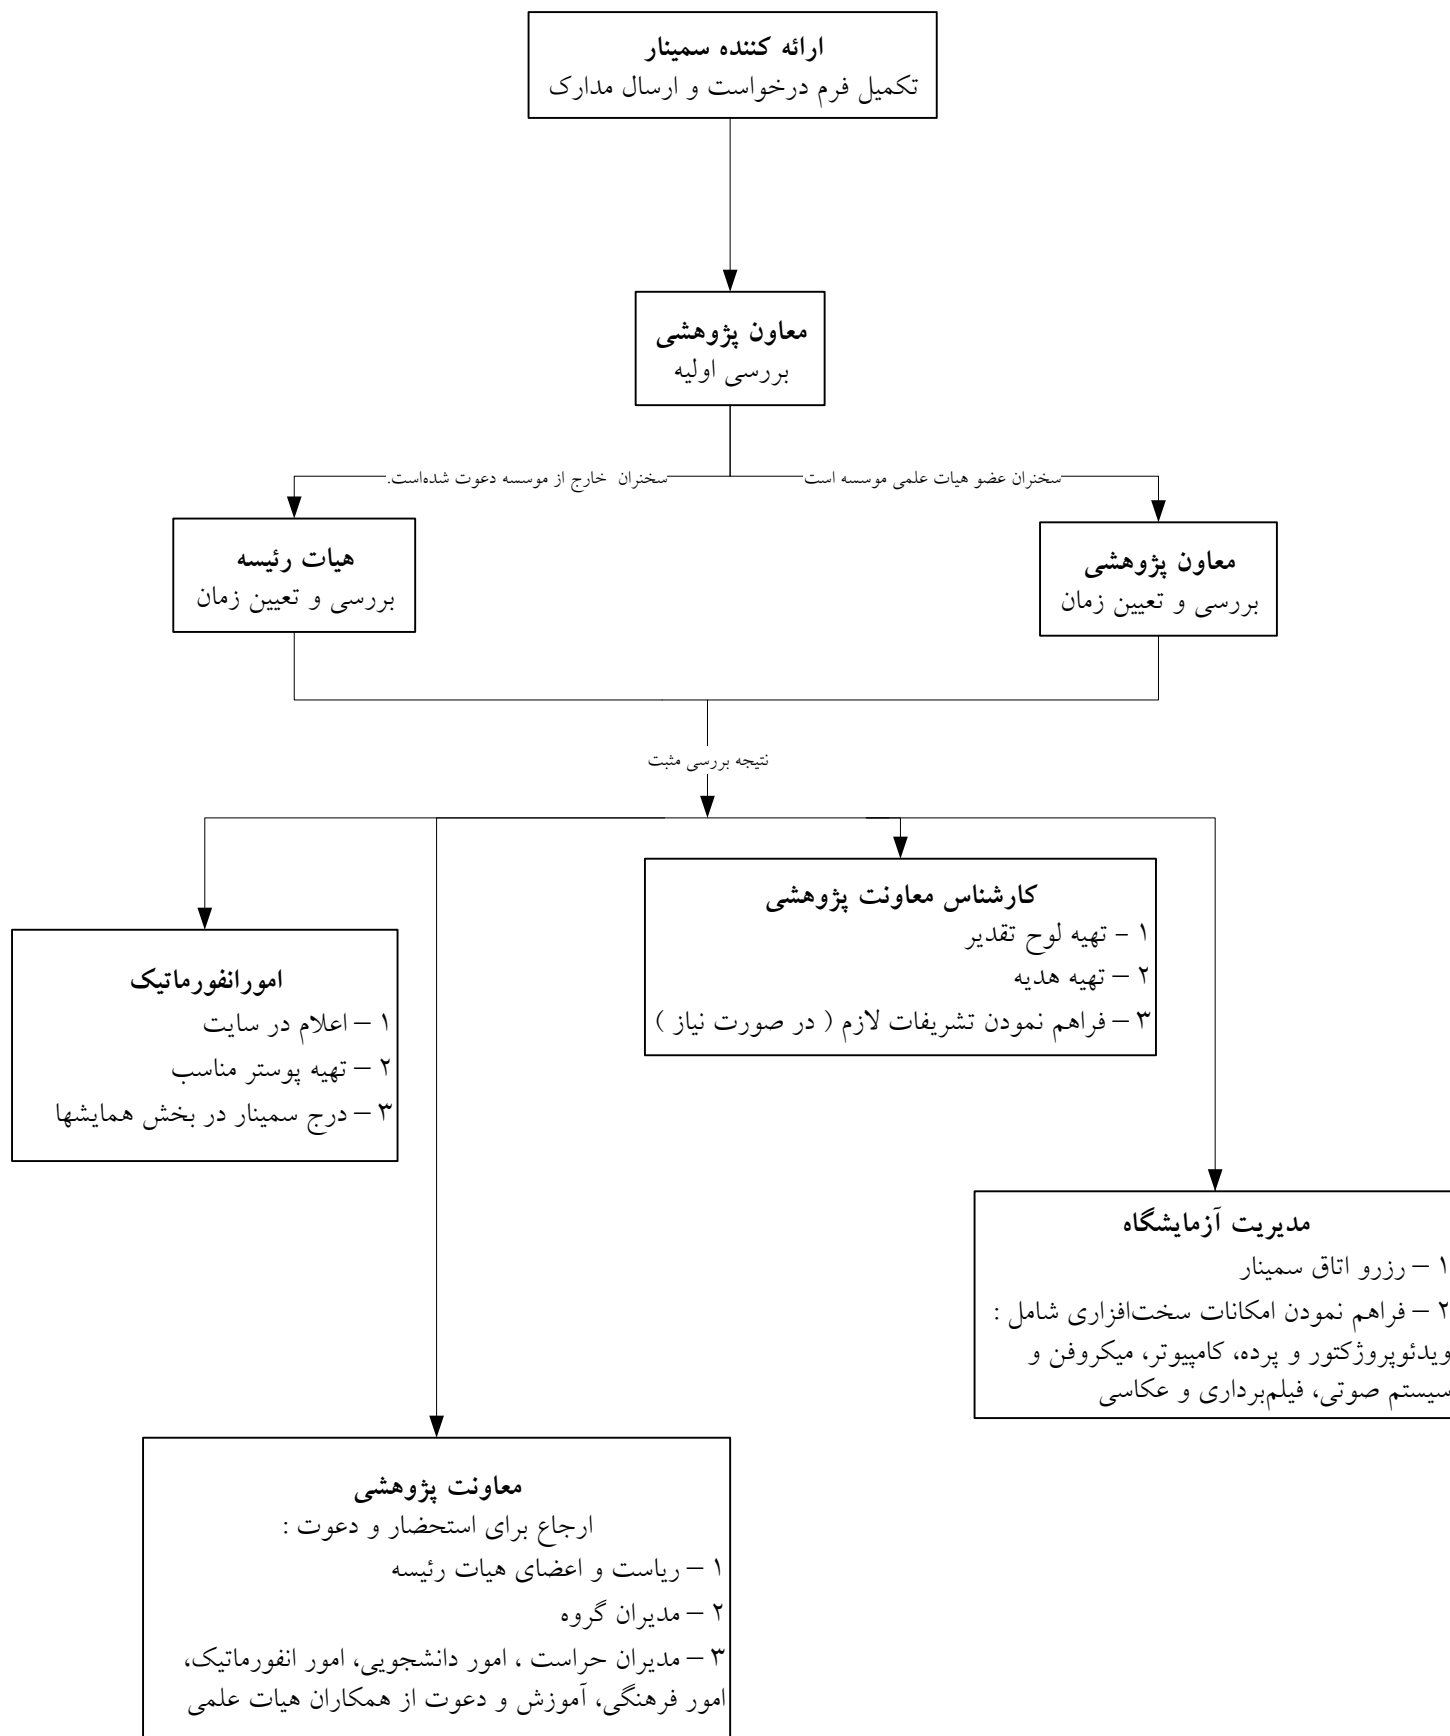 ارائه کننده سمینار
تکمیل فرم درخواست و ارسال مدارک
معاون پژوهشی
بررسی اولیه
سخنران عضو هیات علمی موسسه است
سخنران خارج از موسسه دعوت شده‌است.
معاون پژوهشی
بررسی و تعیین زمان
هیات رئیسه
بررسی و تعیین زمان
نتیجه بررسی مثبت
کارشناس معاونت پژوهشی
۱ – تهیه لوح تقدیر
۲ – تهیه هدیه
۳ – فراهم نمودن تشریفات لازم ( در صورت نیاز )
امورانفورماتیک
۱ – اعلام در سایت
۲ – تهیه پوستر مناسب
۳ – درج سمینار در بخش همایشها
مدیریت آزمایشگاه
۱ – رزرو اتاق سمینار
۲ – فراهم نمودن امکانات سخت‌افزاری شامل :
ویدئوپروژکتور و پرده، کامپیوتر، میکروفن و
سیستم صوتی، فیلم‌برداری و عکاسی
معاونت پژوهشی
ارجاع برای استحضار و دعوت :
۱ – ریاست و اعضای هیات رئیسه
۲ – مدیران گروه
۳ – مدیران حراست ، امور دانشجویی، امور انفورماتیک،
امور فرهنگی، آموزش و دعوت از همکاران هیات علمی